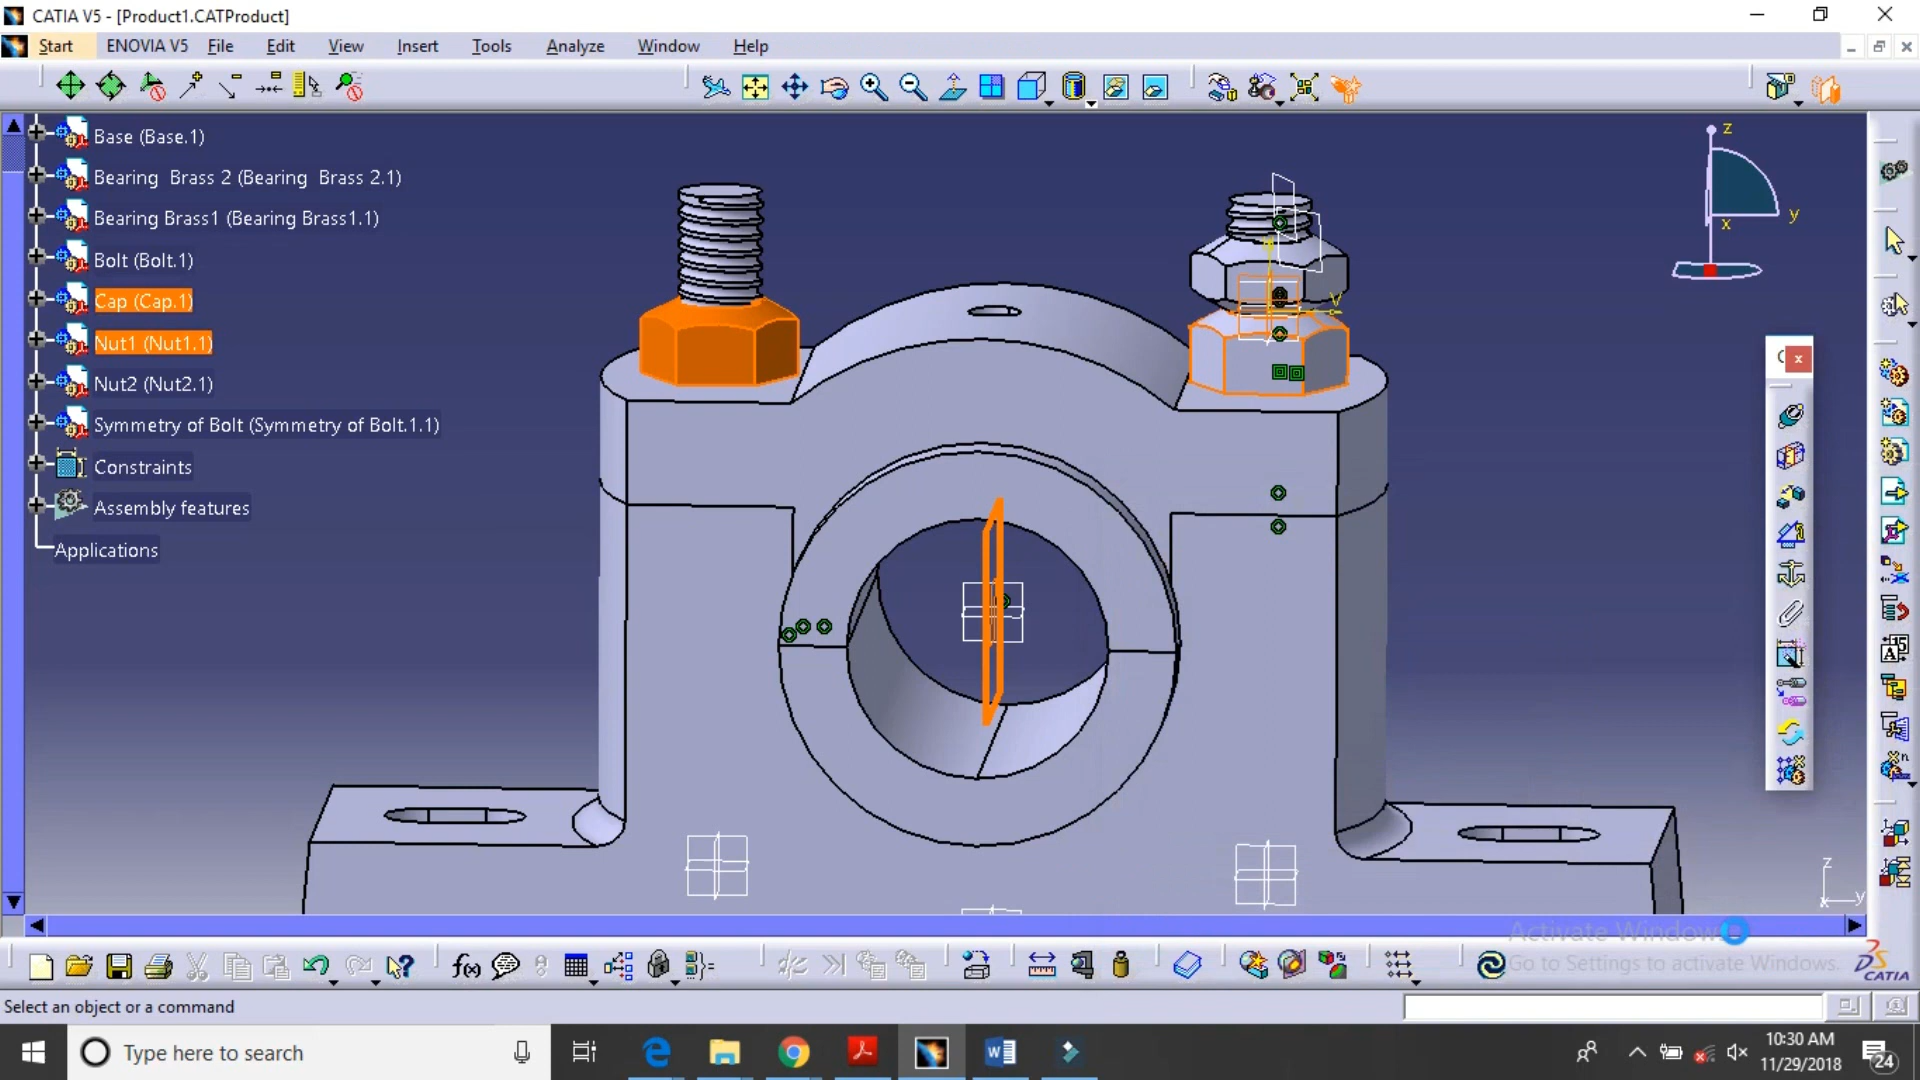 CATIA V5 - [Product1.CATProduct]
Start ENOVIA V5 File Edit View Insert Tools Analyze Window Help
Base (Base.1)
Bearing  Brass 2 (Bearing  Brass 2.1)
Bearing Brass1 (Bearing Brass1.1)
Bolt (Bolt.1)
Cap (Cap.1)
Nut1 (Nut1.1)
Nut2 (Nut2.1)
Symmetry of Bolt (Symmetry of Bolt.1.1)
Constraints
Assembly features
Applications
z
y
x
z
y
x
Activate Windows
Go to Settings to activate Windows.
f(x)
CATIA
Select an object or a command
Type here to search
10:30 AM
11/29/2018
24